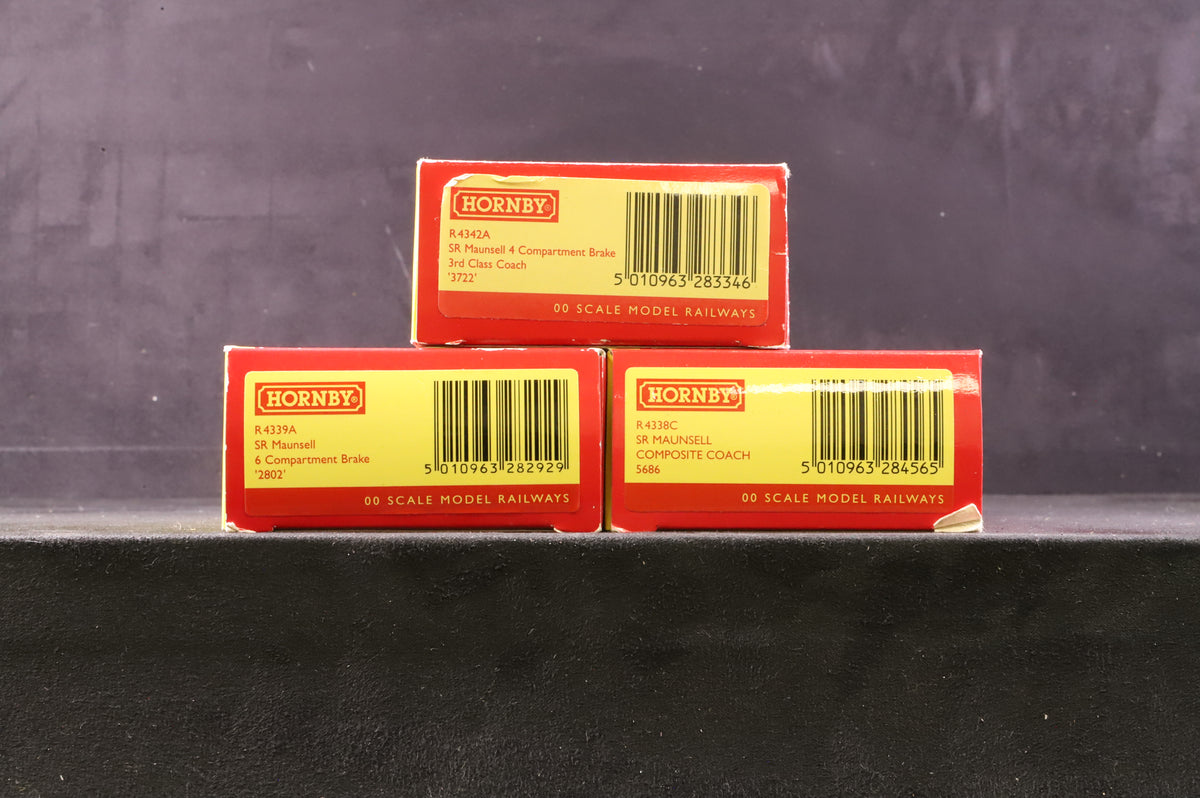 HORNBY®
R4342A
SR Maunsell 4 Compartment Brake
3rd Class Coach
'3722'
5 010963 283346
00 SCALE MODEL RAILWAYS
HORNBY®
R4339A
SR Maunsell
6 Compartment Brake
'2802'
5 010963 282929
00 SCALE MODEL RAILWAYS
HORNBY®
R4338C
SR MAUNSELL
COMPOSITE COACH
5686
5 010963 284565
00 SCALE MODEL RAILWAYS